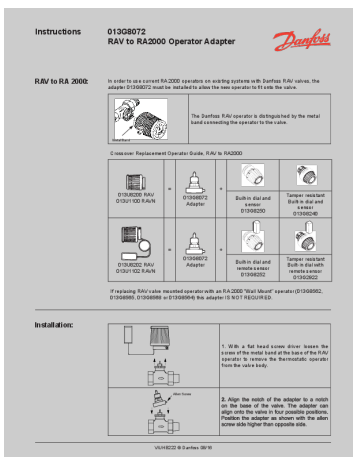 Instructions
013G8072
RAV to RA2000 Operator Adapter
Danfoss
RAV to RA 2000:
In order to use current RA2000 operators on existing systems with Danfoss RAV valves, the
adapter 013G8072 must be installed to allow the new operator to fit onto the valve.
Metal Band
The Danfoss RAV operator is distinguished by the metal
band connecting the operator to the valve.
Crossover Replacement Operator Guide, RAV to RA2000
013U8200 RAV
013U1100 RAVN
=
013G8072
Adapter
+
Built-in dial and
sensor
013G8250
Tamper resistant
Built-in dial and
sensor
013G8240
013U8202 RAV
013U1102 RAVN
=
013G8072
Adapter
+
Built-in dial and
remote sensor
013G8252
Tamper resistant
Built-in dial with
remote sensor
013G2922
If replacing RAV valve mounted operator with an RA 2000 "Wall Mount" operator (013G8562,
013G8565, 013G8568 or 013G8564) this adapter IS NOT REQUIRED.
Installation:
1. With a flat head screw driver loosen the
screw of the metal band at the base of the RAV
operator to remove the thermostatic operator
from the valve body.
Allen Screw
2. Align the notch of the adapter to a notch
on the base of the valve. The adapter can
align onto the valve in four possible positions.
Position the adapter as shown with the allen
screw side higher than opposite side.